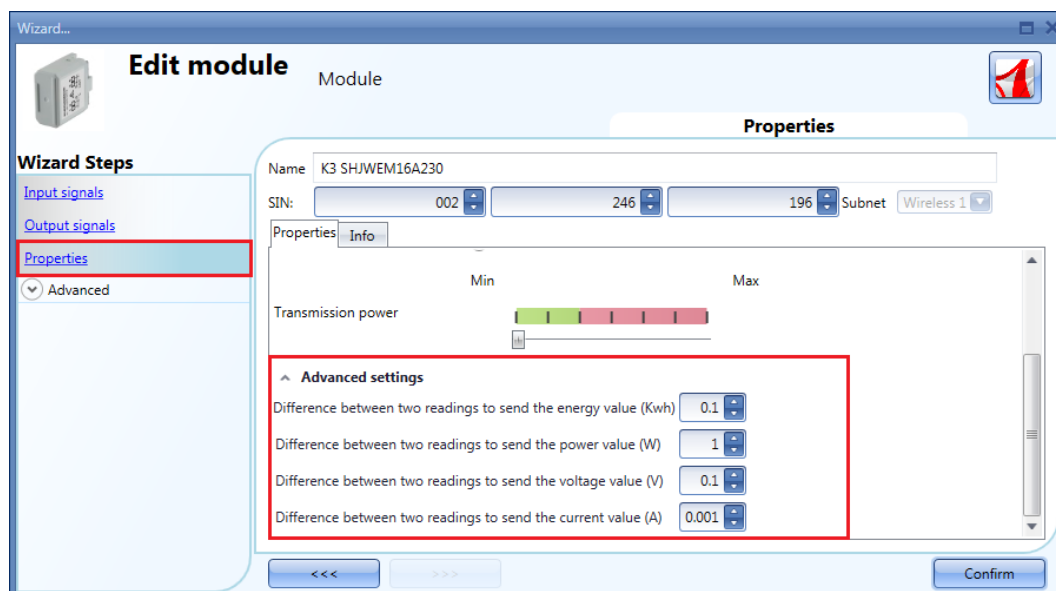 Wizard...
Edit module
Module
Properties
Wizard Steps
Input signals
Output signals
Properties
Advanced
Name K3 SHJWEM16A230
SIN: 002 246 196 Subnet Wireless 1
Properties Info
Min Max
Transmission power
Advanced settings
Difference between two readings to send the energy value (Kwh) 0.1
Difference between two readings to send the power value (W) 1
Difference between two readings to send the voltage value (V) 0.1
Difference between two readings to send the current value (A) 0.001
<<< >>> Confirm